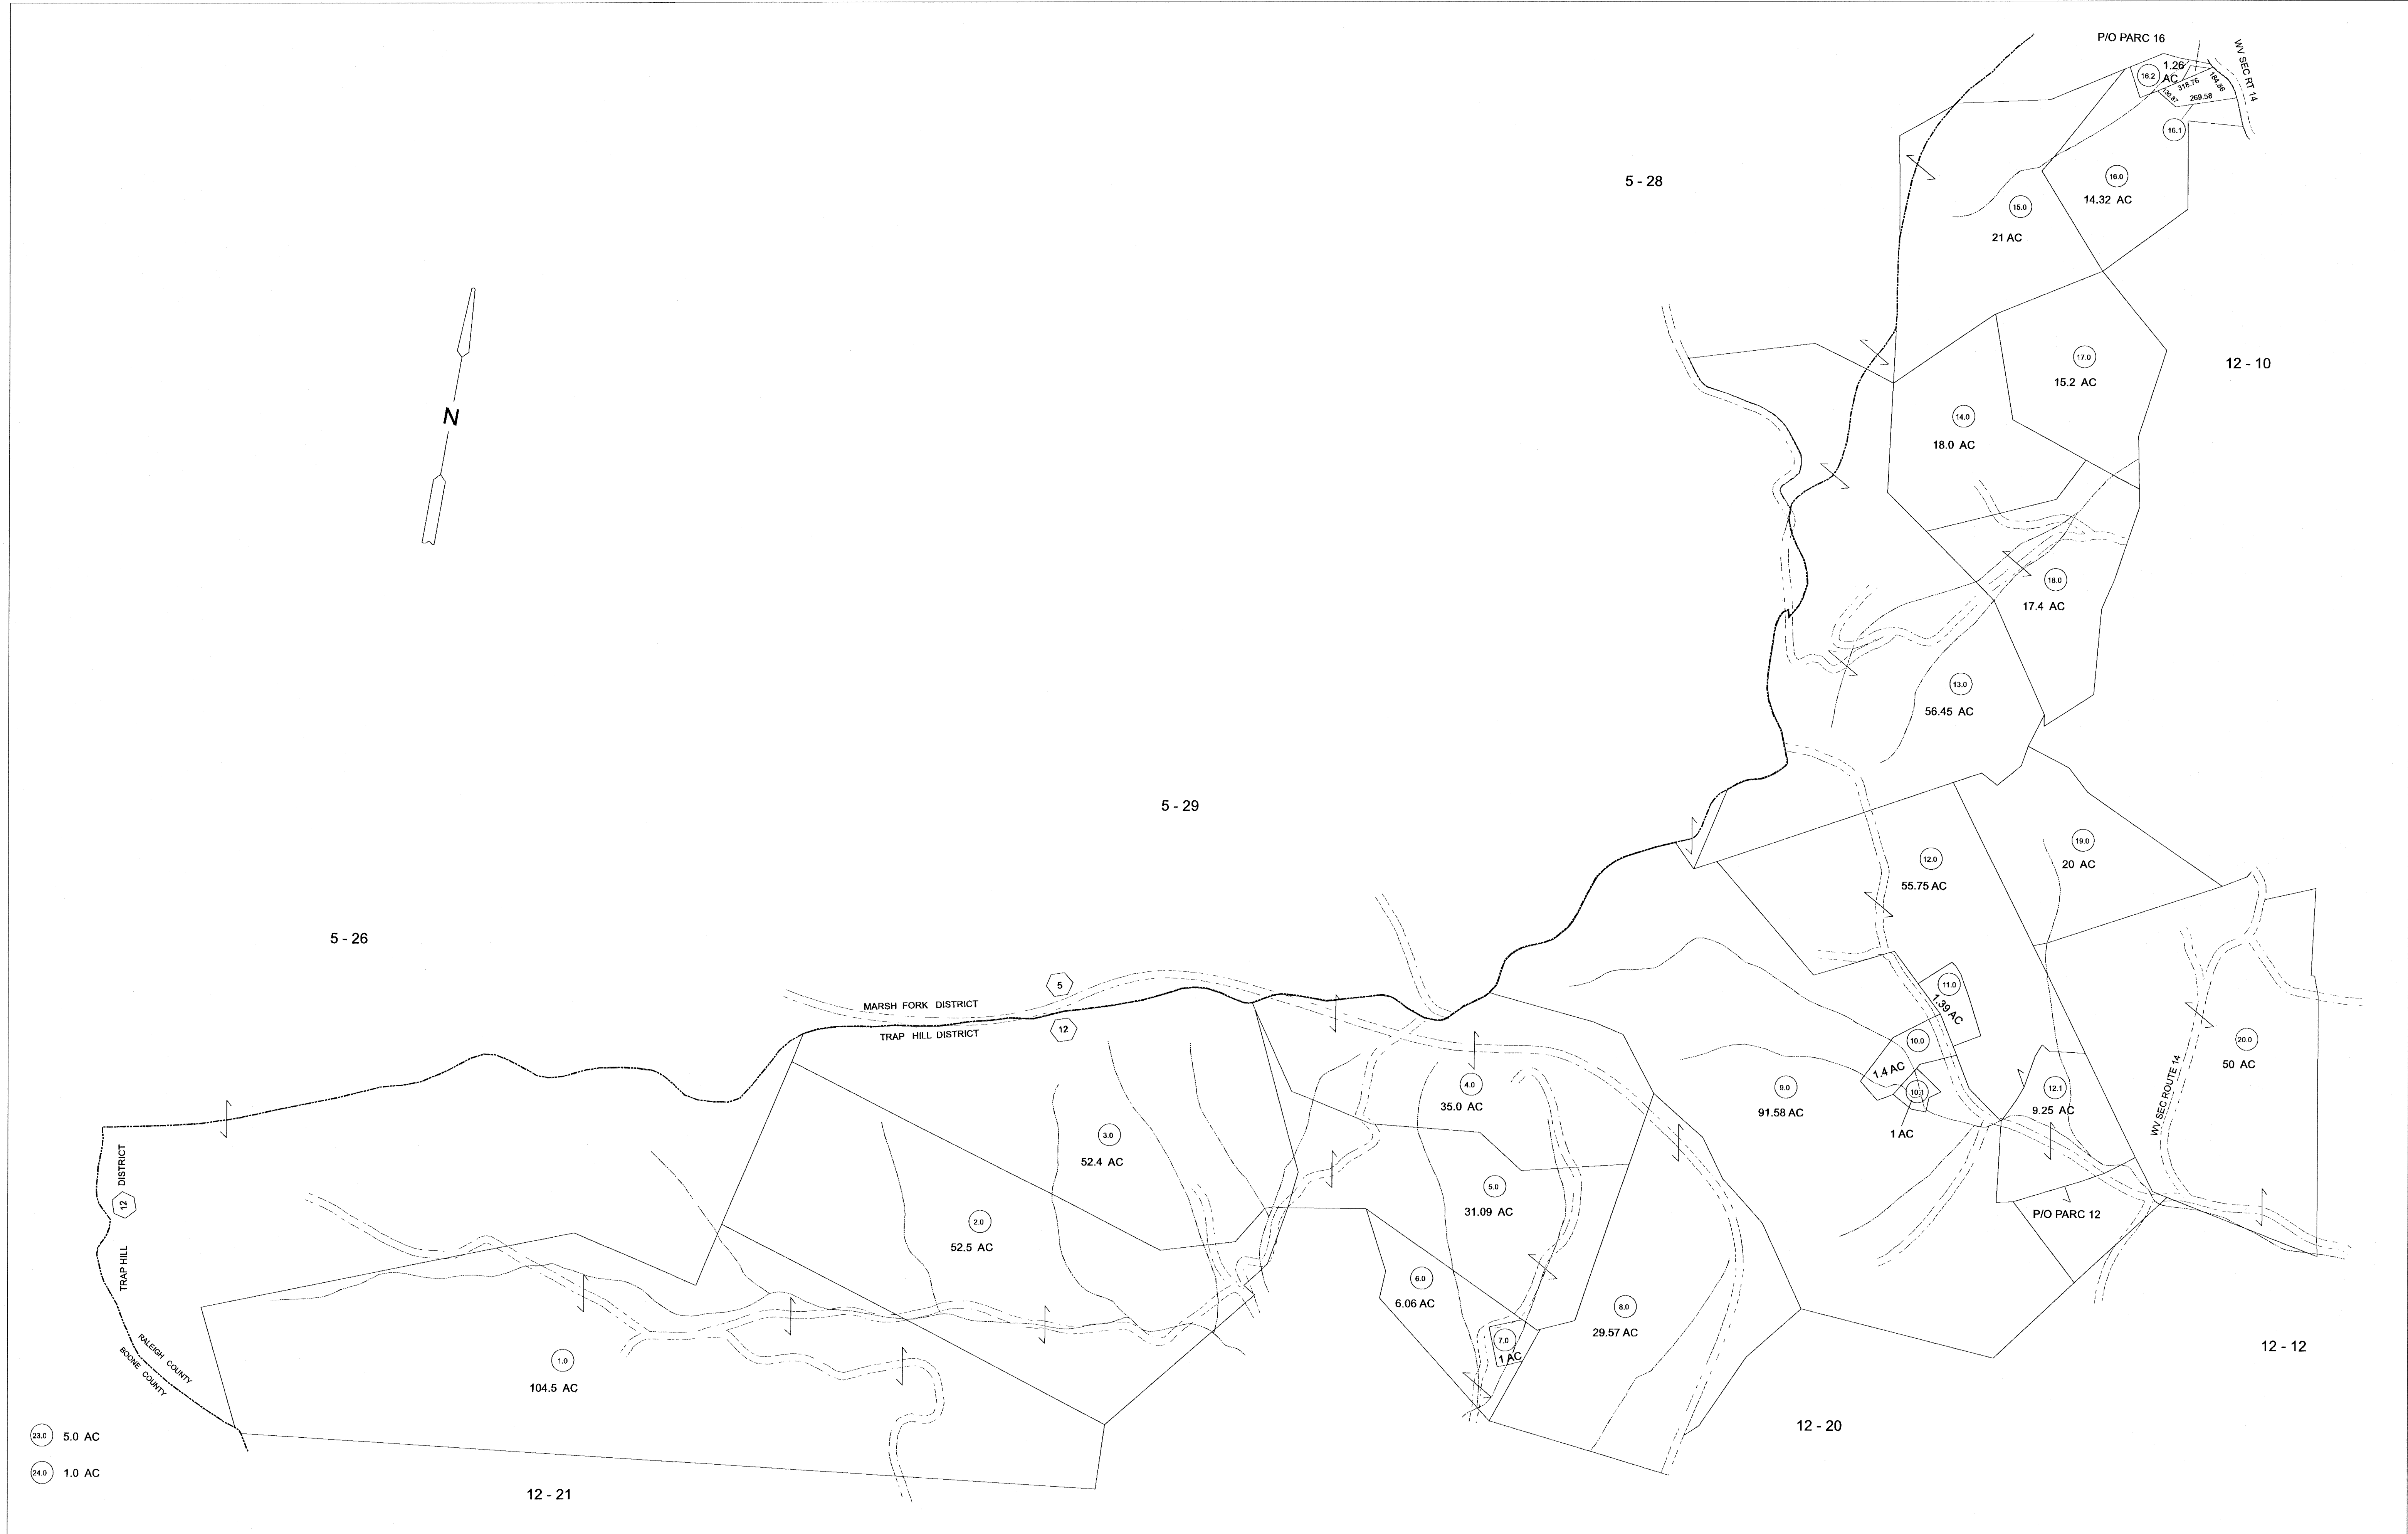 P/O PARC 16
WV SEC RT 14
16.2
1.26
AC
318.76
184.86
130.87
269.58
16.1
5 - 28
16.0
14.32 AC
15.0
21 AC
17.0
15.2 AC
12 - 10
N
14.0
18.0 AC
18.0
17.4 AC
13.0
56.45 AC
5 - 29
19.0
20 AC
12.0
55.75 AC
5 - 26
5
MARSH FORK DISTRICT
12
TRAP HILL DISTRICT
11.0
1.39 AC
10.0
1.4 AC
10.1
1 AC
20.0
50 AC
WV SEC ROUTE 14
4.0
35.0 AC
9.0
91.58 AC
12.1
9.25 AC
3.0
52.4 AC
TRAP HILL 12 DISTRICT
5.0
31.09 AC
2.0
52.5 AC
P/O PARC 12
6.0
6.06 AC
8.0
29.57 AC
7.0
1 AC
RALEIGH COUNTY
BOONE COUNTY
1.0
104.5 AC
12 - 12
12 - 20
23.0 5.0 AC
24.0 1.0 AC
12 - 21